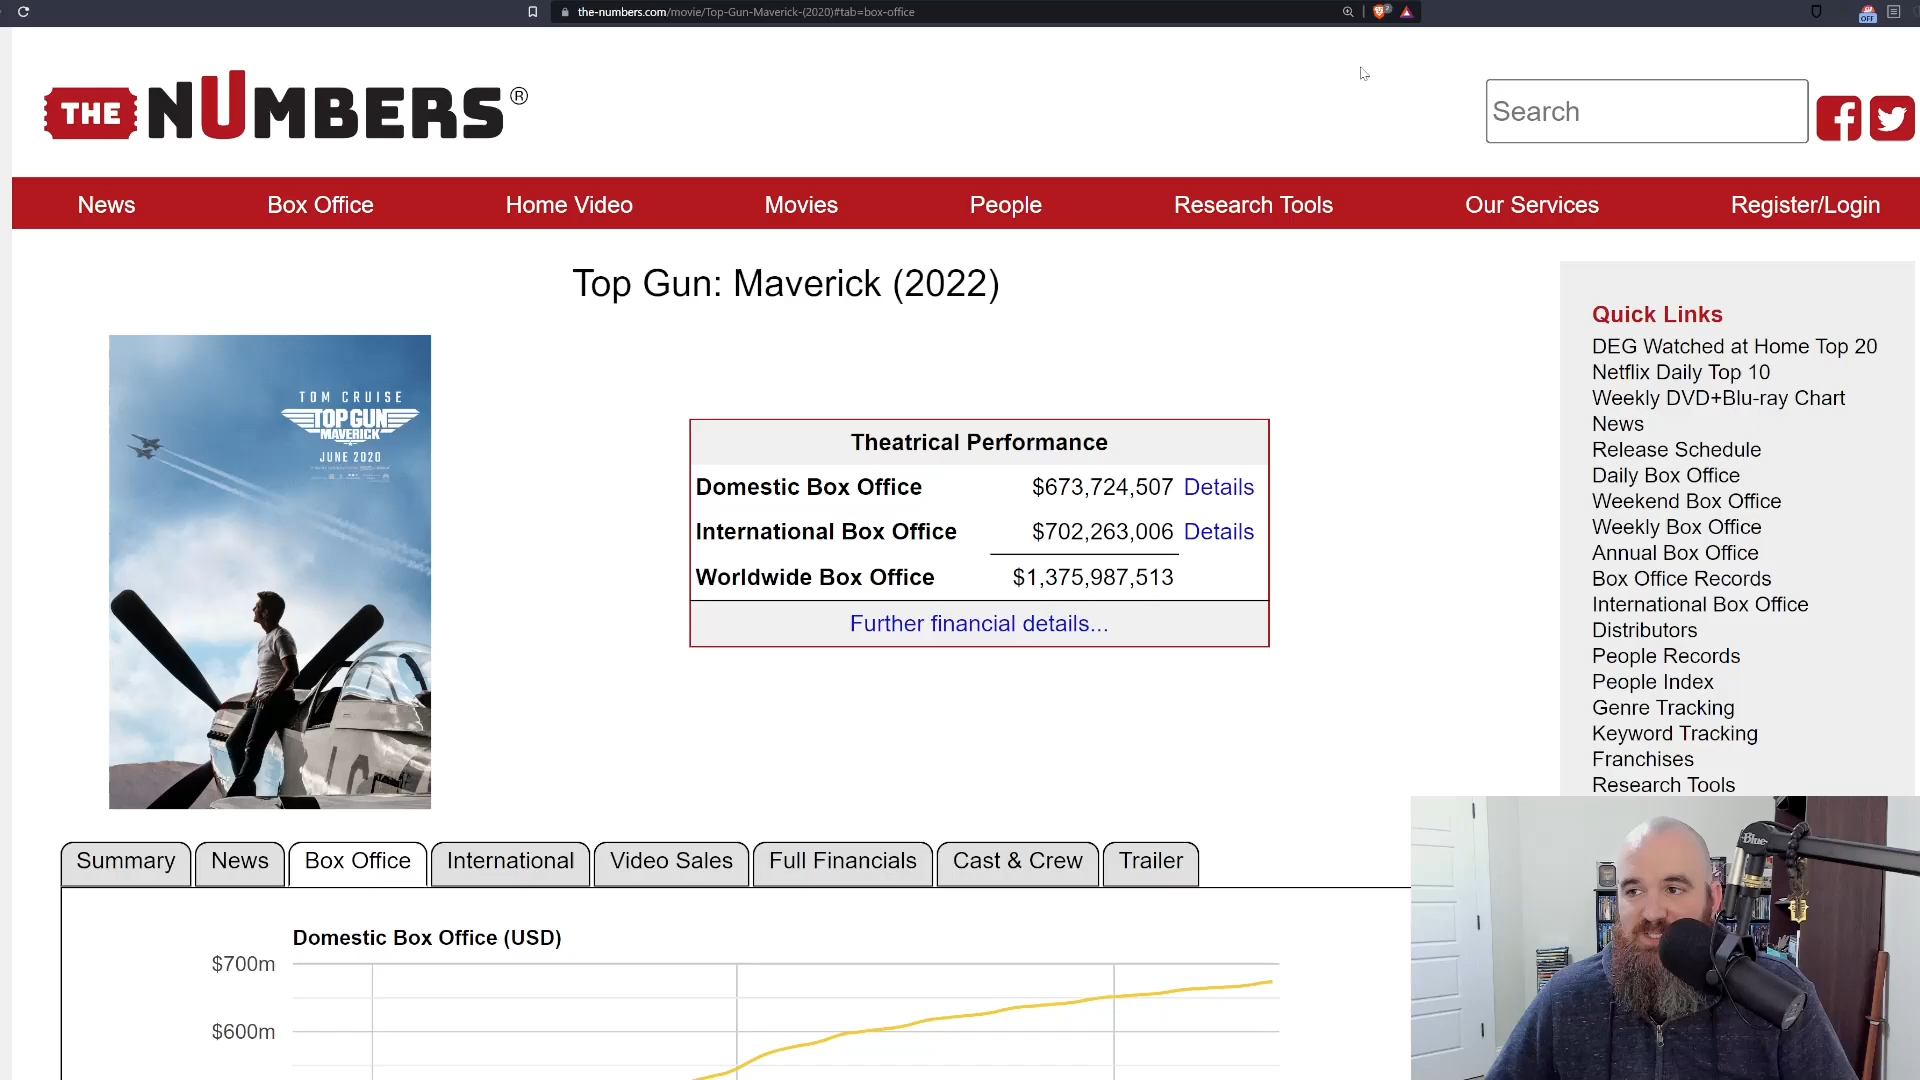 the-numbers.com/movie/Top-Gun-Maverick-(2020)#tab=box-office
2
OFF
THE NUMBERS®
Search
News Box Office Home Video Movies People Research Tools Our Services Register/Login
Top Gun: Maverick (2022)
TOM CRUISE
TOP GUN
MAVERICK
JUNE 2020
Theatrical Performance
Domestic Box Office $673,724,507 Details
International Box Office $702,263,006 Details
Worldwide Box Office $1,375,987,513
Further financial details...
Quick Links
DEG Watched at Home Top 20
Netflix Daily Top 10
Weekly DVD+Blu-ray Chart
News
Release Schedule
Daily Box Office
Weekend Box Office
Weekly Box Office
Annual Box Office
Box Office Records
International Box Office
Distributors
People Records
People Index
Genre Tracking
Keyword Tracking
Franchises
Research Tools
Summary News Box Office International Video Sales Full Financials Cast & Crew Trailer
Domestic Box Office (USD)
$700m
$600m
Blue